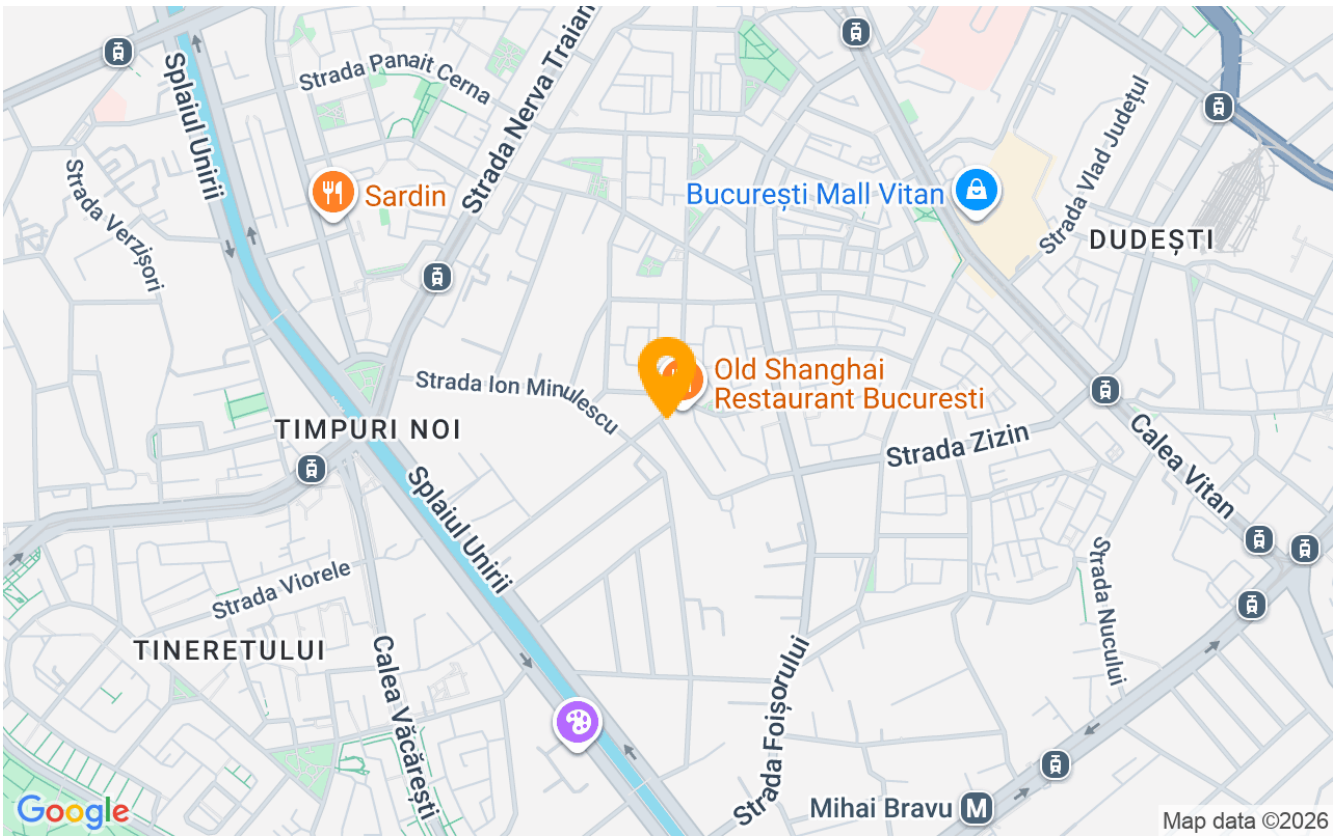 Splaiul Unirii
Strada Panait Cerna
Strada Nerva Traian
Strada Vlad Județul
Strada Verzișori
Sardin
București Mall Vitan
DUDEȘTI
Strada Ion Minulescu
Old Shanghai
Restaurant Bucuresti
TIMPURI NOI
Strada Zizin
Calea Vitan
Splaiul Unirii
Strada Viorele
Strada Nucului
TINERETULUI
Calea Văcărești
Strada Foișorului
Mihai Bravu M
Google
Map data ©2026